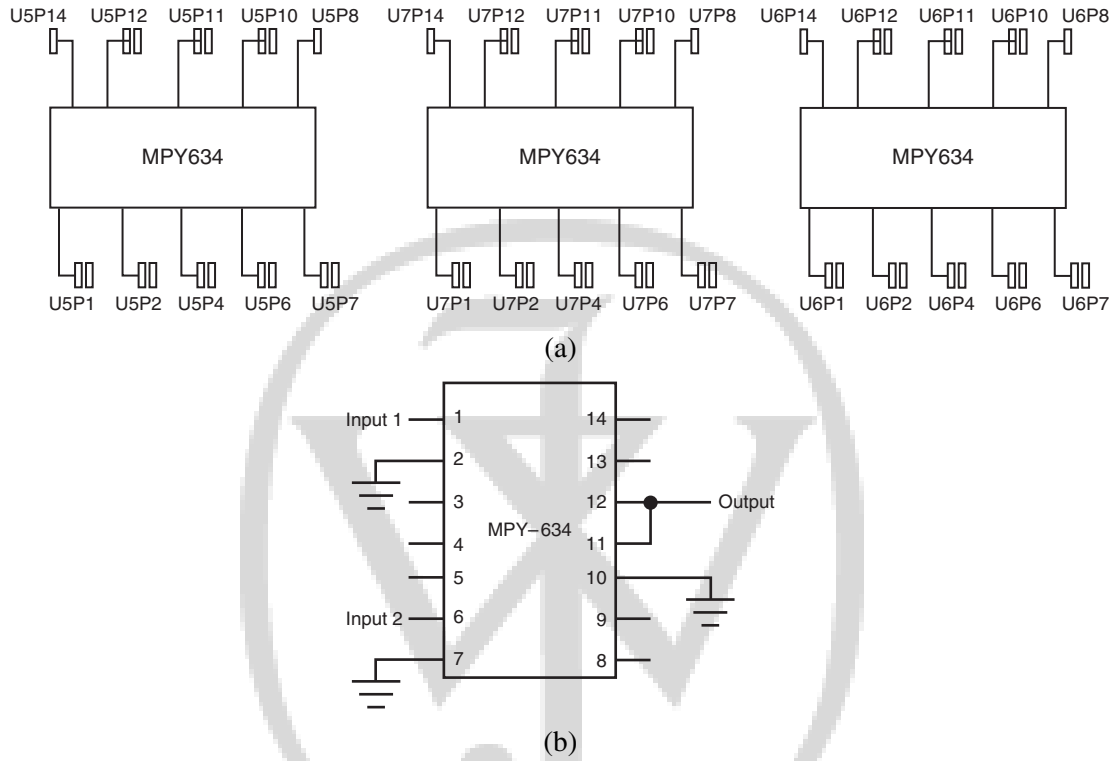 U5P14 U5P12 U5P11 U5P10 U5P8 U7P14 U7P12 U7P11 U7P10 U7P8 U6P14 U6P12 U6P11 U6P10 U6P8
MPY634 MPY634 MPY634
U5P1 U5P2 U5P4 U5P6 U5P7 U7P1 U7P2 U7P4 U7P6 U7P7 U6P1 U6P2 U6P4 U6P6 U6P7
(a)
Input 1 1 14
2 13
3 12 Output
MPY–634
4 11
5 10
Input 2 6 9
7 8
(b)